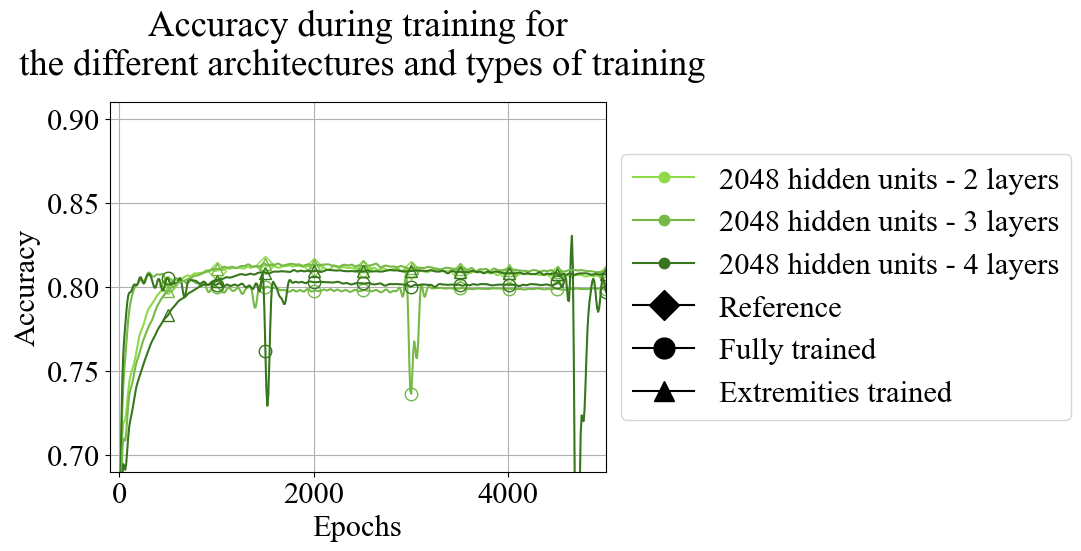 Accuracy during training for
the different architectures and types of training
0.90
0.85
0.80
0.75
0.70
Accuracy
0
2000
4000
Epochs
2048 hidden units - 2 layers
2048 hidden units - 3 layers
2048 hidden units - 4 layers
Reference
Fully trained
Extremities trained